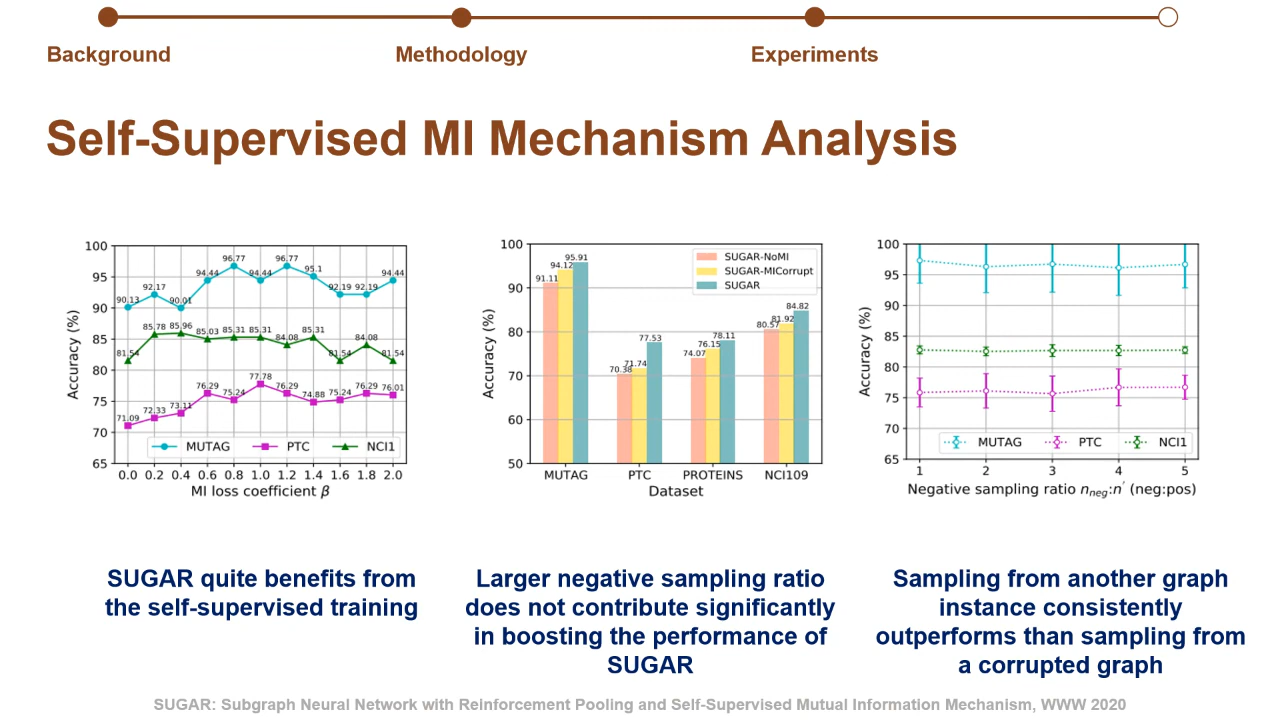 Background
Methodology
Experiments
Self-Supervised MI Mechanism Analysis
100
95
90
85
80
75
70
65
Accuracy (%)
90.13 92.17 90.01 94.44 96.77 94.44 96.77 95.1 92.19 92.19 94.44
81.54 85.78 85.96 85.03 85.31 85.31 84.08 85.31 81.54 84.08 81.54
71.09 72.33 73.11 76.29 75.24 77.78 76.29 74.88 75.24 76.29 76.01
MUTAG PTC NCI1
0.0 0.2 0.4 0.6 0.8 1.0 1.2 1.4 1.6 1.8 2.0
MI loss coefficient β
100
90
80
70
60
50
Accuracy (%)
SUGAR-NoMI
SUGAR-MICorrupt
SUGAR
91.11 94.12 95.91
70.38 71.74 77.53
74.07 76.15 78.11
80.57 81.92 84.82
MUTAG PTC PROTEINS NCI109
Dataset
100
95
90
85
80
75
70
65
Accuracy (%)
MUTAG PTC NCI1
1 2 3 4 5
Negative sampling ratio nneg:n′ (neg:pos)
SUGAR quite benefits from
the self-supervised training
Larger negative sampling ratio
does not contribute significantly
in boosting the performance of
SUGAR
Sampling from another graph
instance consistently
outperforms than sampling from
a corrupted graph
SUGAR: Subgraph Neural Network with Reinforcement Pooling and Self-Supervised Mutual Information Mechanism, WWW 2020